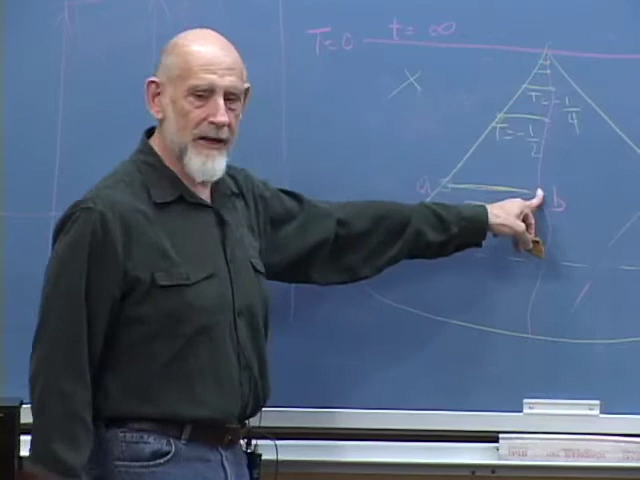 T=0
t=∞
X
T=-1/4
T=-1/2
a
b